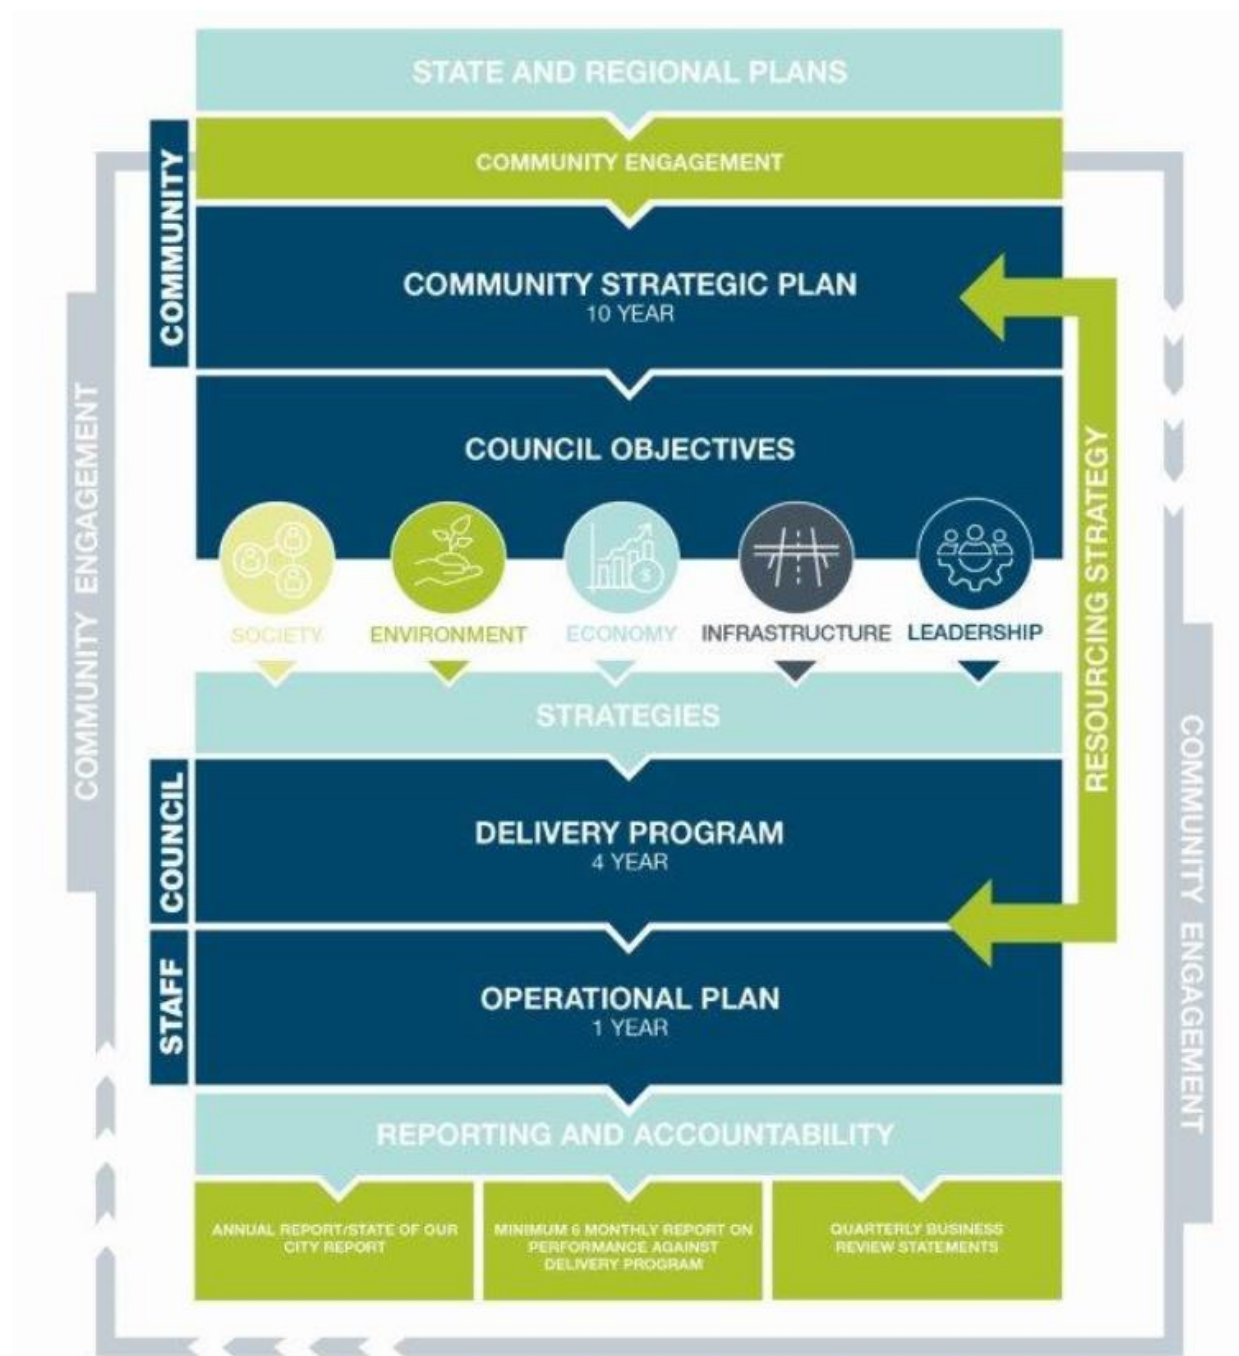 STATE AND REGIONAL PLANS
COMMUNITY ENGAGEMENT
COMMUNITY
COMMUNITY STRATEGIC PLAN
10 YEAR
COUNCIL OBJECTIVES
SOCIETY
ENVIRONMENT
ECONOMY
INFRASTRUCTURE
LEADERSHIP
$
RESOURCING STRATEGY
COMMUNITY ENGAGEMENT
COMMUNITY ENGAGEMENT
STRATEGIES
COUNCIL
DELIVERY PROGRAM
4 YEAR
STAFF
OPERATIONAL PLAN
1 YEAR
REPORTING AND ACCOUNTABILITY
ANNUAL REPORT/STATE OF OUR
CITY REPORT
MINIMUM 6 MONTHLY REPORT ON
PERFORMANCE AGAINST
DELIVERY PROGRAM
QUARTERLY BUSINESS
REVIEW STATEMENTS